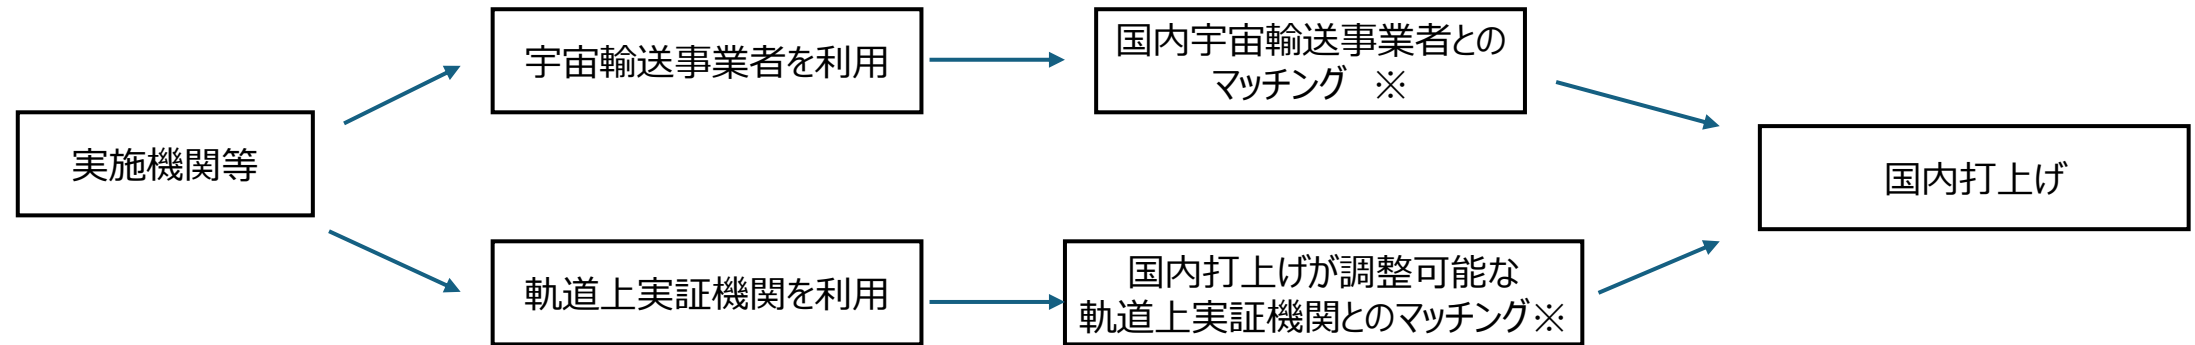 実施機関等
宇宙輸送事業者を利用
国内宇宙輸送事業者との
マッチング　※
軌道上実証機関を利用
国内打上げが調整可能な
軌道上実証機関とのマッチング※
国内打上げ